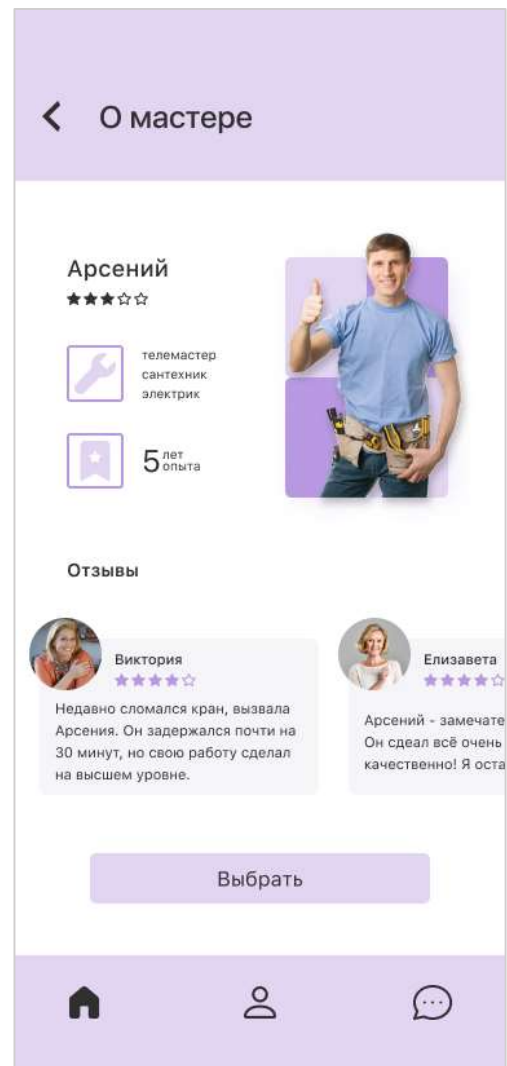 О мастере
Арсений
телемастер
сантехник
электрик
5 лет
опыта
Отзывы
Виктория
Недавно сломался кран, вызвала
Арсения. Он задержался почти на
30 минут, но свою работу сделал
на высшем уровне.
Елизавета
Арсений - замечате
Он сдеал всё очень
качественно! Я оста
Выбрать